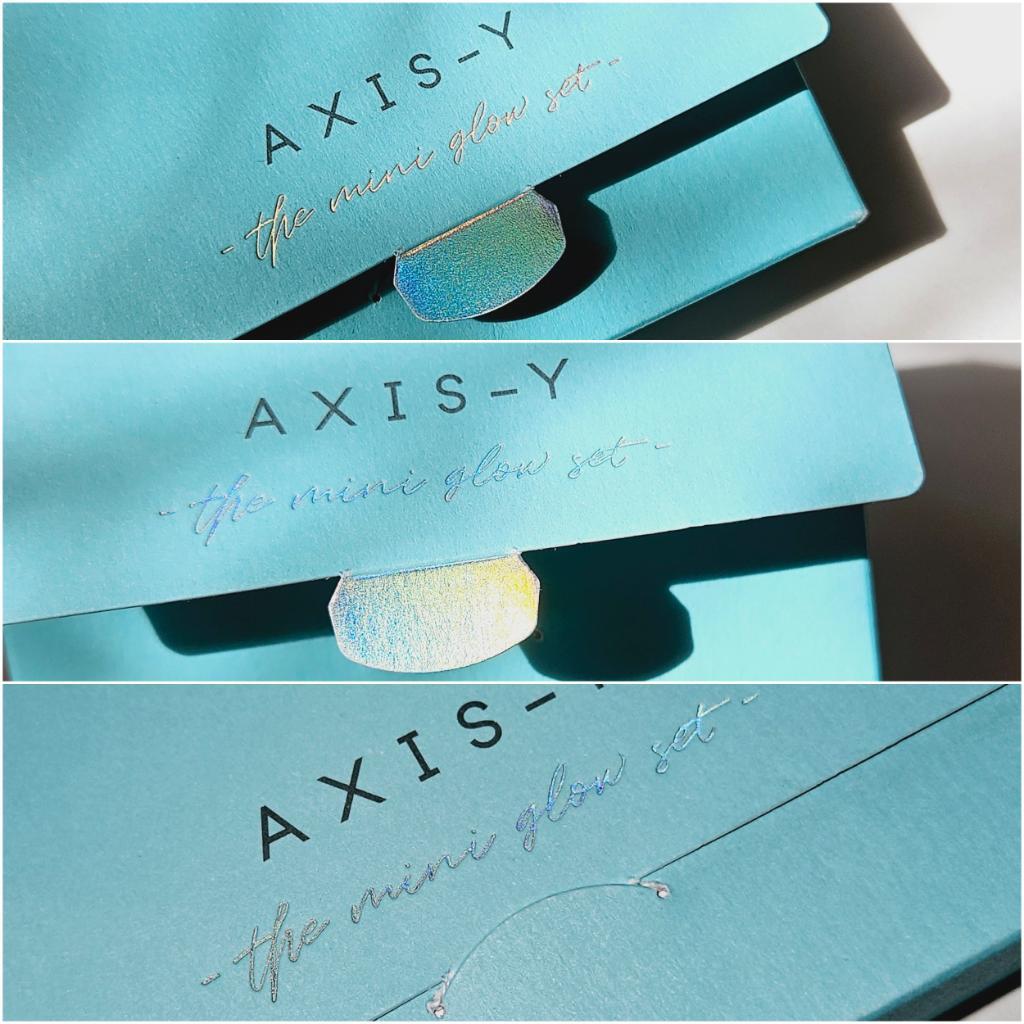 AXIS-Y
- the mini glow set -
AXIS-Y
- the mini glow set -
AXIS-
- the mini glow set -